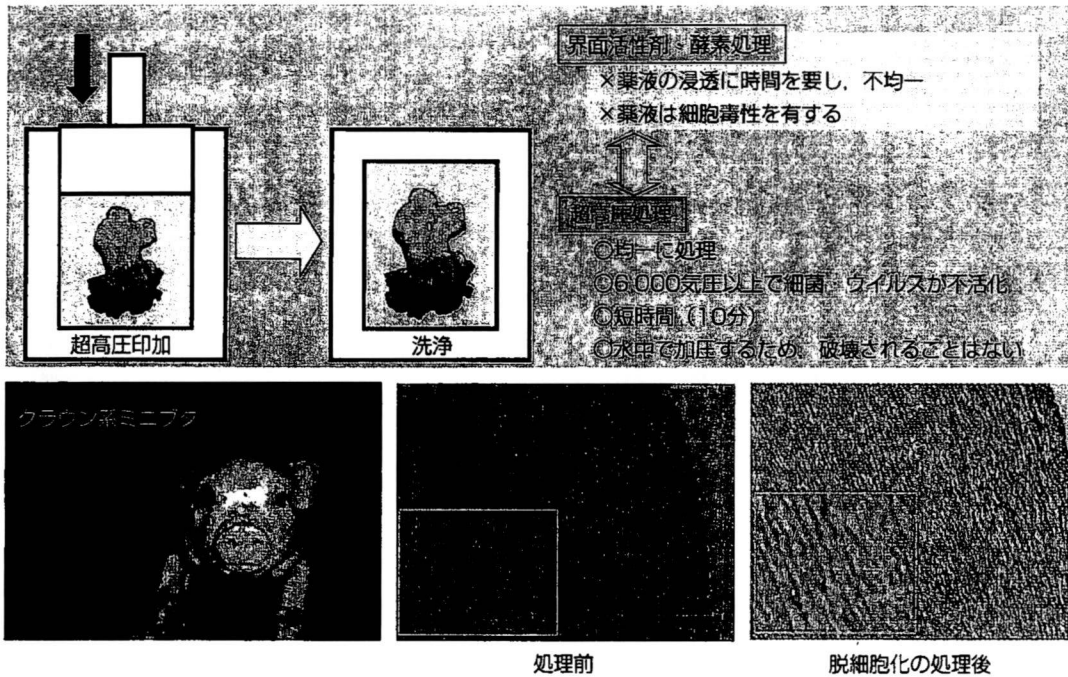 界面活性剤・酵素処理
×薬液の浸透に時間を要し,不均一
×薬液は細胞毒性を有する
超高圧処理
○均一に処理
○6,000気圧以上で細菌・ウイルスが不活化
○短時間(10分)
○水中で加圧するため,破壊されることはない
超高圧印加
洗浄
クラウン系ミニブタ
処理前
脱細胞化の処理後